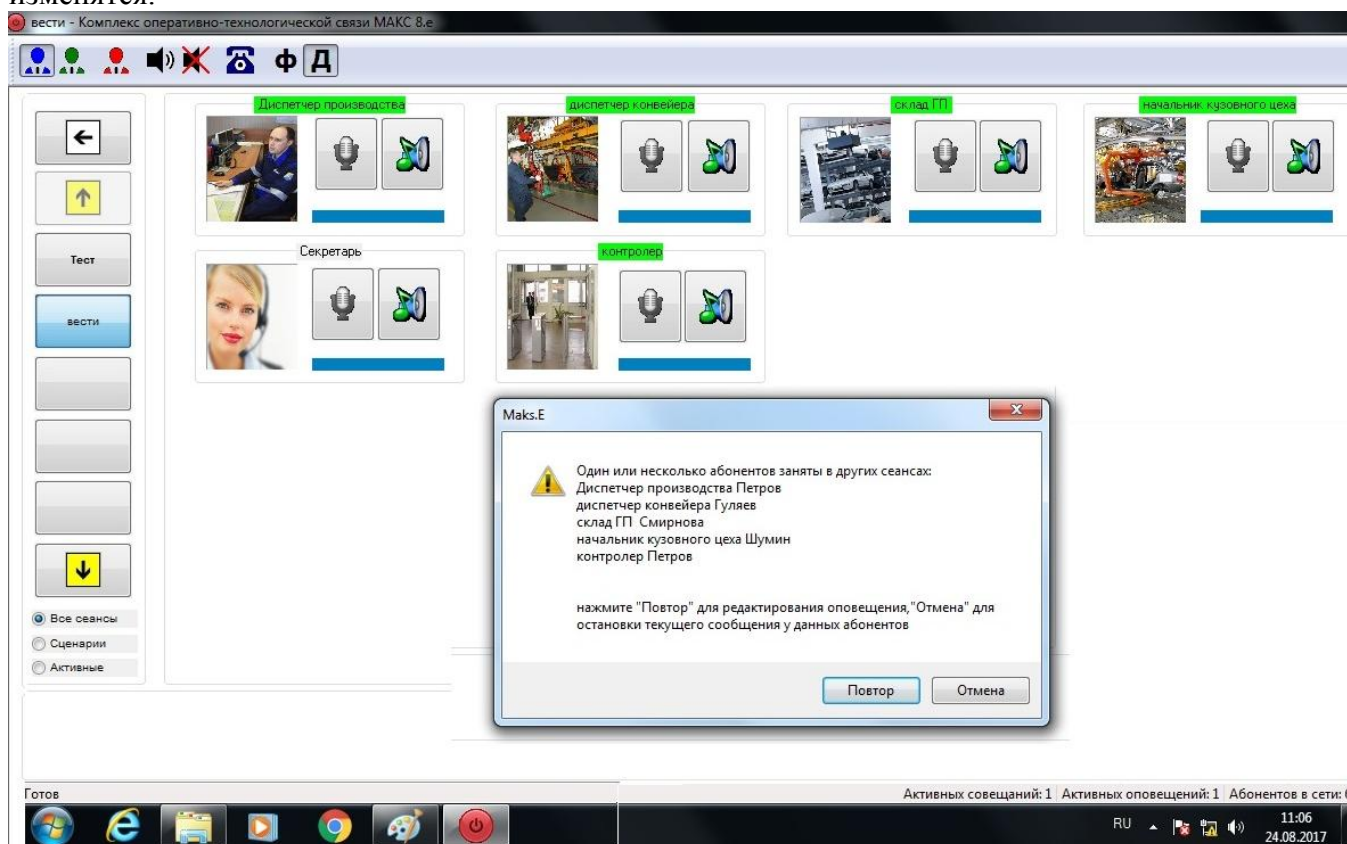 изменятся.
вести - Комплекс оперативно-технологической связи МАКС 8.е
Ф Д
Диспетчер производства
диспетчер конвейера
склад ГП
начальник кузовного цеха
Секретарь
контролер
Тест
вести
Все сеансы
Сценарии
Активные
Maks.E
Один или несколько абонентов заняты в других сеансах:
Диспетчер производства Петров
диспетчер конвейера Гуляев
склад ГП Смирнова
начальник кузовного цеха Шумин
контролер Петров
нажмите "Повтор" для редактирования оповещения,"Отмена" для
остановки текущего сообщения у данных абонентов
Повтор
Отмена
Готов
Активных совещаний: 1
Активных оповещений: 1
Абонентов в сети:
RU
11:06
24.08.2017